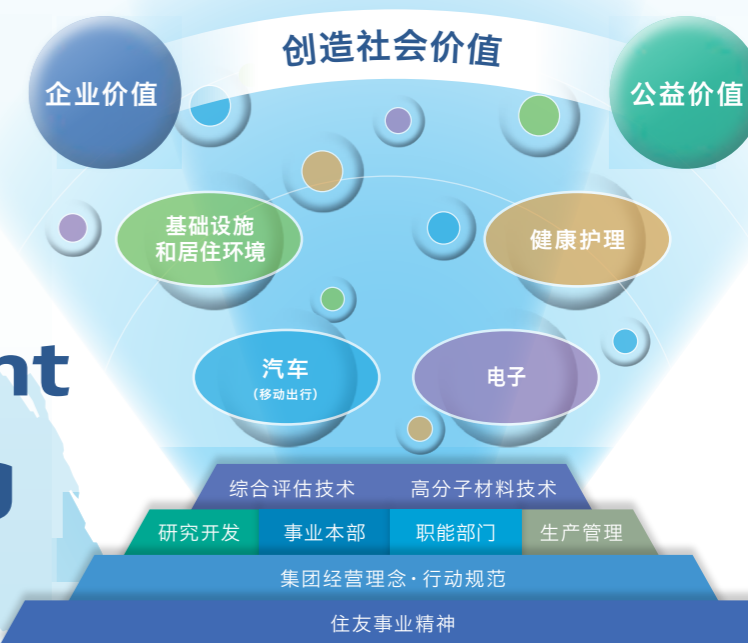 创造社会价值
企业价值
公益价值
基础设施
和居住环境
健康护理
汽车
（移动出行）
电子
nt
g
综合评估技术 高分子材料技术
研究开发 事业本部 职能部门 生产管理
集团经营理念·行动规范
住友事业精神